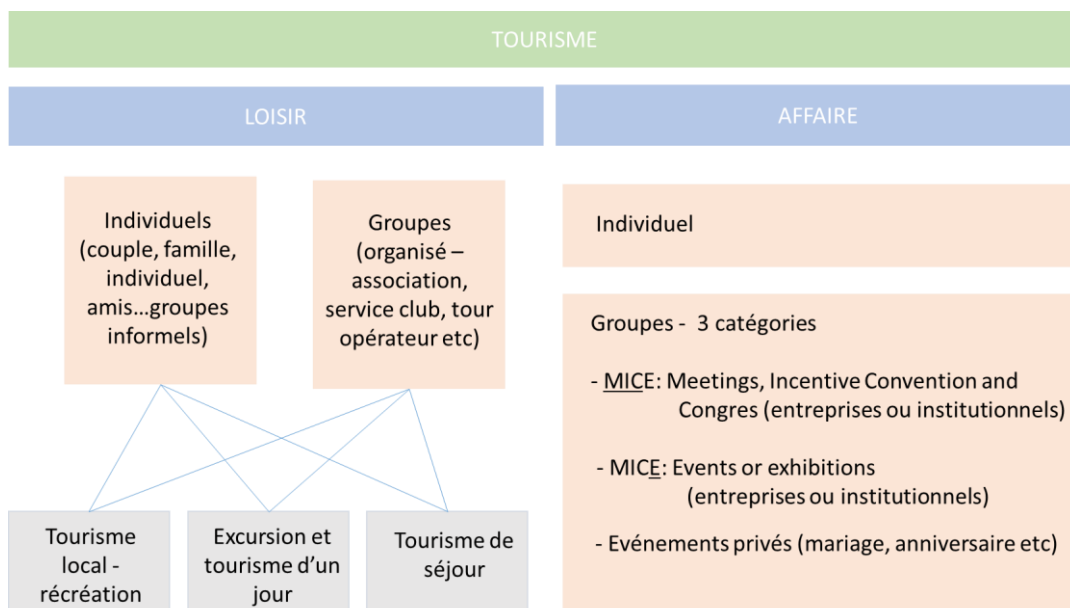 TOURISME
LOISIR
AFFAIRE
Individuels
(couple, famille,
individuel,
amis...groupes
informels)
Groupes
(organisé –
association,
service club, tour
opérateur etc)
Individuel
Groupes - 3 catégories
- MICE: Meetings, Incentive Convention and
Congres (entreprises ou institutionnels)
- MICE: Events or exhibitions
(entreprises ou institutionnels)
- Evénements privés (mariage, anniversaire etc)
Tourisme
local -
récréation
Excursion et
tourisme d'un
jour
Tourisme de
séjour